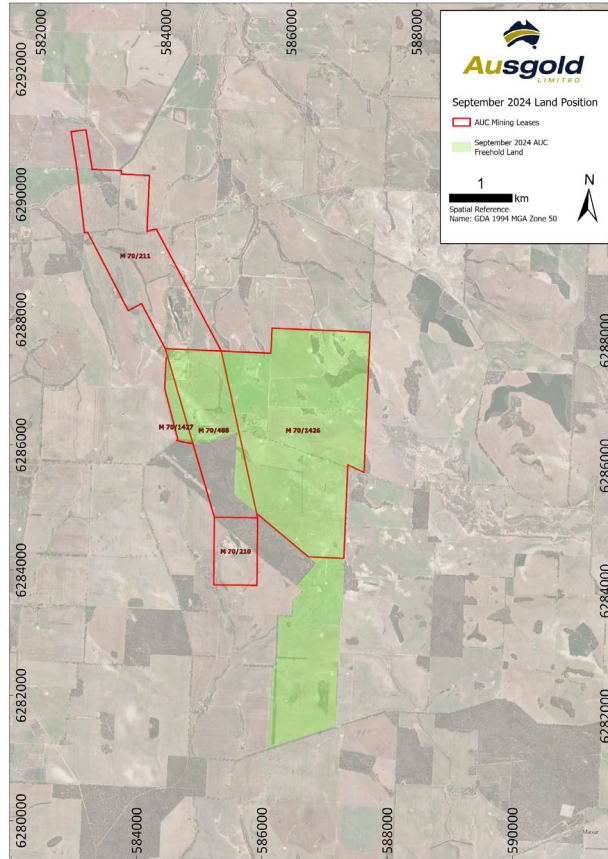 582000
584000
586000
588000
Ausgold
LIMITED
September 2024 Land Position
AUC Mining Leases
September 2024 AUC
Freehold Land
1
km
N
Spatial Reference
Name: GDA 1994 MGA Zone 50
6292000
6290000
6288000
6286000
6284000
6282000
6280000
M 70/211
M 70/1427
M 70/488
M 70/1426
M 70/210
6288000
6286000
6284000
6282000
584000
586000
588000
590000
Maxar